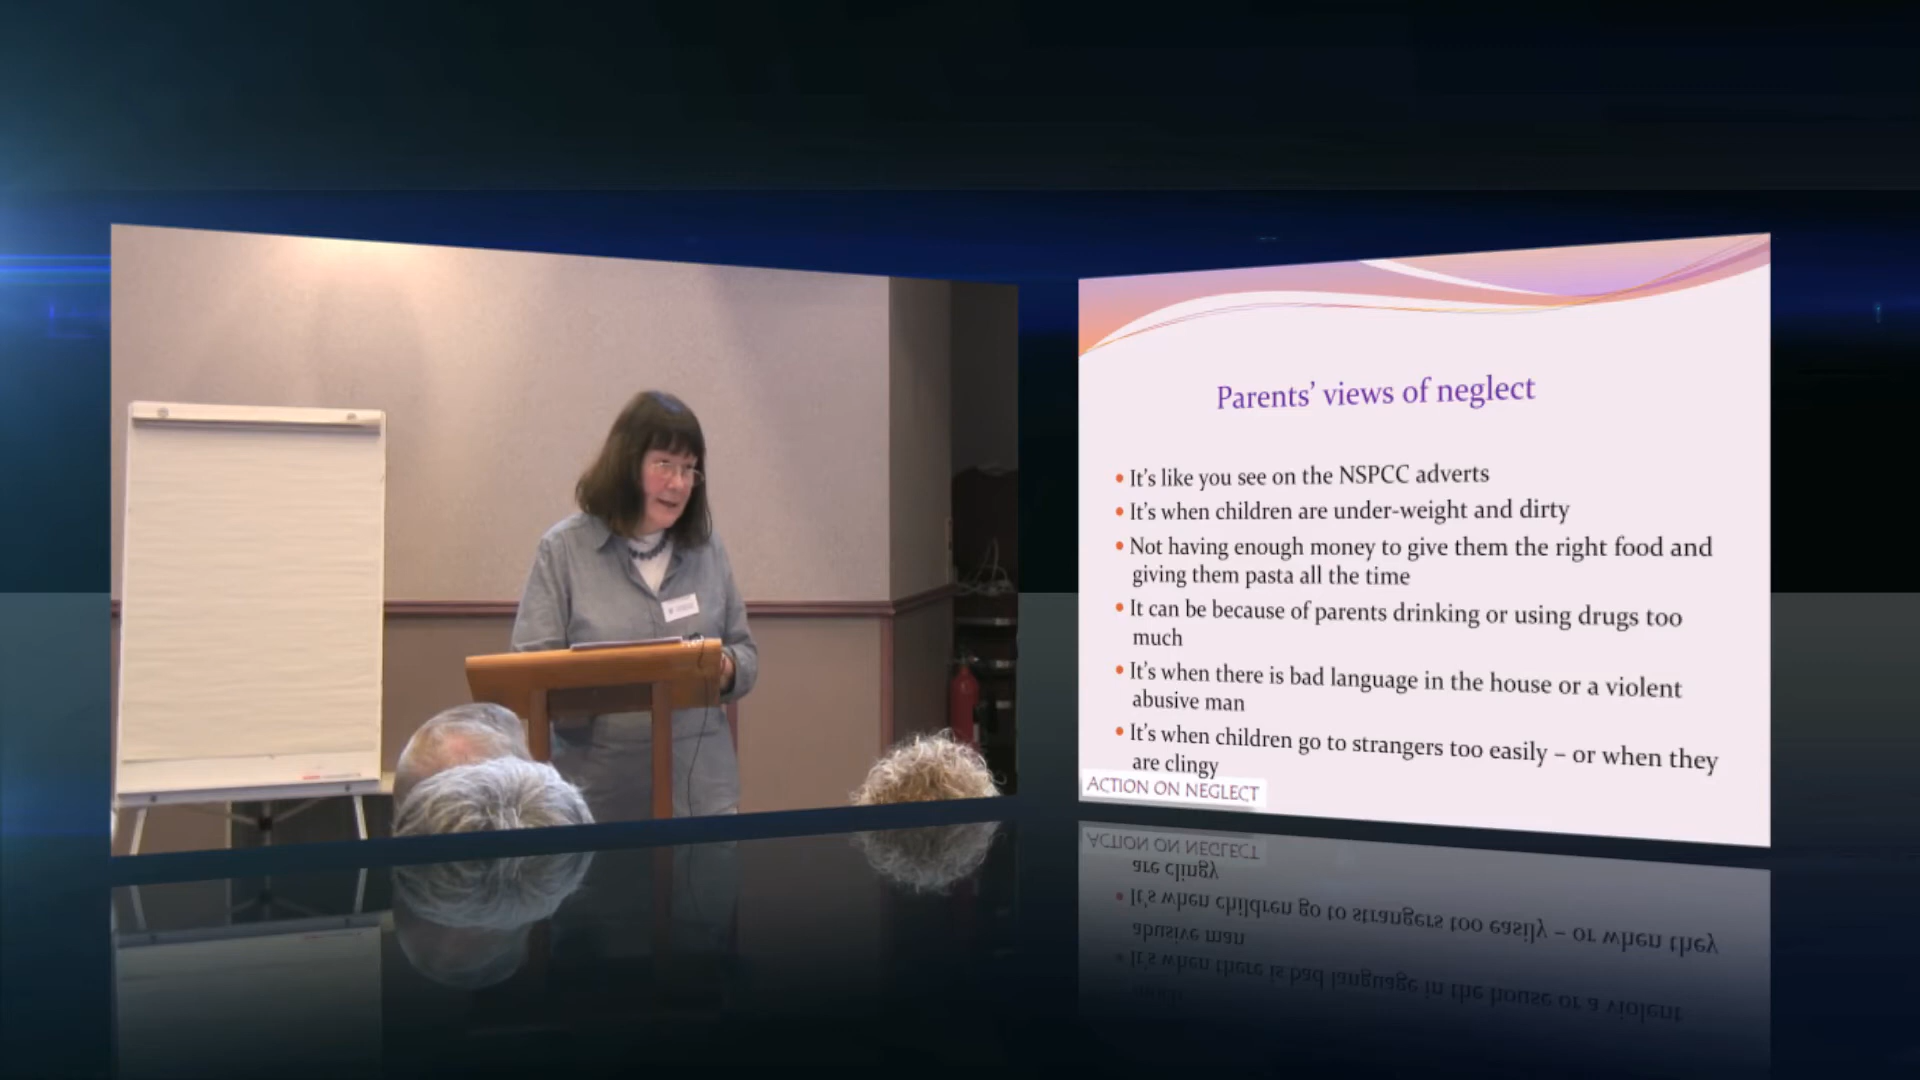 Parents’ views of neglect
• It’s like you see on the NSPCC adverts
• It’s when children are under-weight and dirty
• Not having enough money to give them the right food and
giving them pasta all the time
• It can be because of parents drinking or using drugs too
much
• It’s when there is bad language in the house or a violent
abusive man
• It’s when children go to strangers too easily – or when they
are clingy
ACTION ON NEGLECT